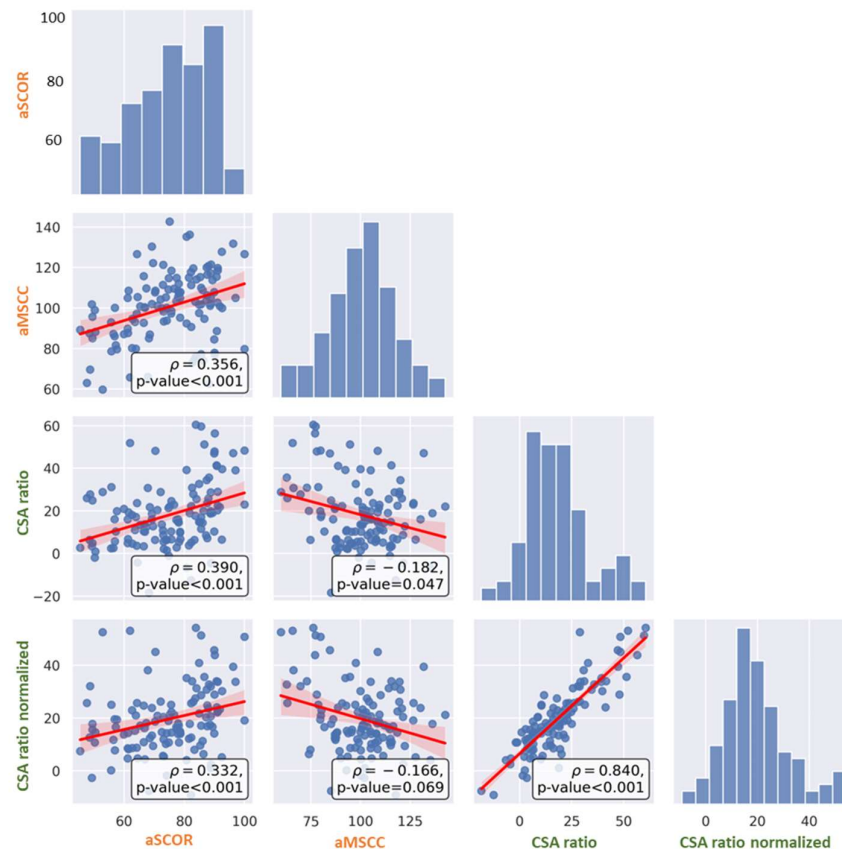 100
80
60
aSCOR
140
120
100
80
60
aMSCC
ρ = 0.356,
p-value<0.001
60
40
20
0
−20
CSA ratio
ρ = 0.390,
p-value<0.001
ρ = −0.182,
p-value=0.047
40
20
0
CSA ratio normalized
ρ = 0.332,
p-value<0.001
ρ = −0.166,
p-value=0.069
ρ = 0.840,
p-value<0.001
60 80 100
75 100 125
0 25 50
0 20 40
aSCOR
aMSCC
CSA ratio
CSA ratio normalized